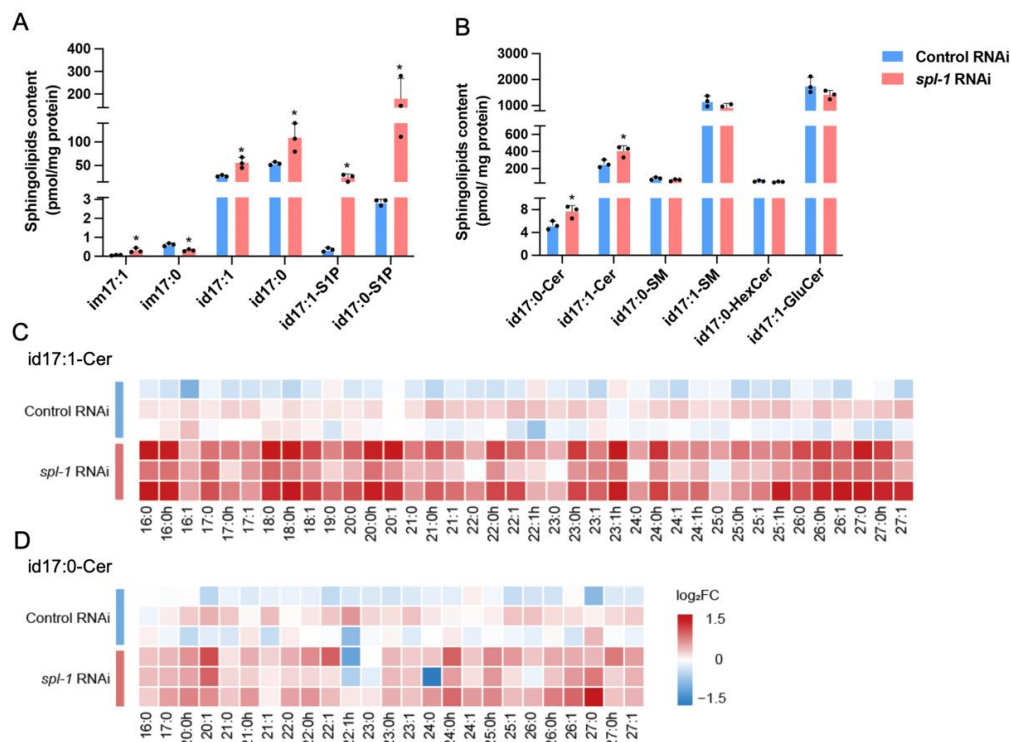 A
Sphingolipids content
(pmol/mg protein)
400
300
200
100
50
3
2
1
0
im17:1
im17:0
id17:1
id17:0
id17:1-S1P
id17:0-S1P
* * * * * *
B
Sphingolipids content
(pmol/ mg protein)
3000
2000
1000
600
400
200
8
4
0
id17:0-Cer
id17:1-Cer
id17:0-SM
id17:1-SM
id17:0-HexCer
id17:1-GluCer
* *
Control RNAi
spl-1 RNAi
C
id17:1-Cer
Control RNAi
spl-1 RNAi
16:0 16:0h 16:1 17:0 17:0h 17:1 18:0 18:0h 18:1 19:0 20:0 20:0h 20:1 21:0 21:0h 21:1 22:0 22:0h 22:1 22:1h 23:0 23:0h 23:1 23:1h 24:0 24:0h 24:1 24:1h 25:0 25:0h 25:1 25:1h 26:0 26:0h 26:1 27:0 27:0h 27:1
D
id17:0-Cer
Control RNAi
spl-1 RNAi
16:0 17:0 20:0h 20:1 21:0 21:0h 21:1 22:0 22:0h 22:1 22:1h 23:0 23:0h 23:1 24:0 24:0h 24:1 25:0h 25:1 26:0 26:0h 26:1 27:0 27:0h 27:1
log₂FC
1.5
0
−1.5